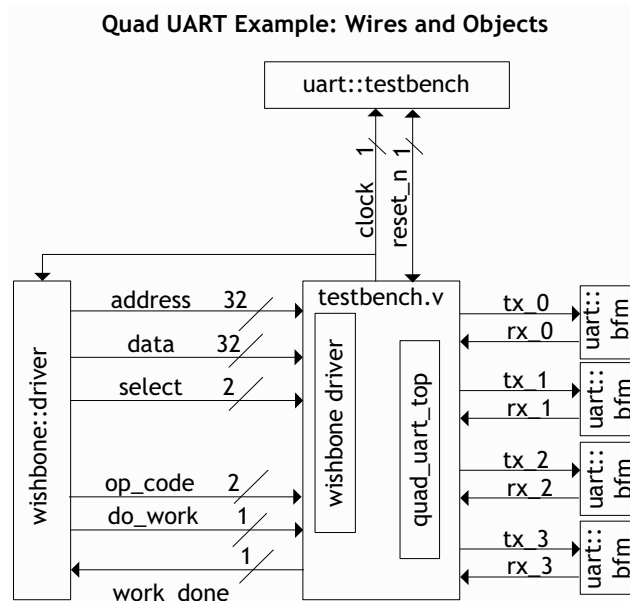 Quad UART Example: Wires and Objects
uart::testbench
clock 1
reset_n 1
wishbone::driver
address 32
data 32
select 2
op_code 2
do_work 1
1
work_done
testbench.v
wishbone driver
quad_uart_top
tx_0
rx_0
uart::
bfm
tx_1
rx_1
uart::
bfm
tx_2
rx_2
uart::
bfm
tx_3
rx_3
uart::
bfm